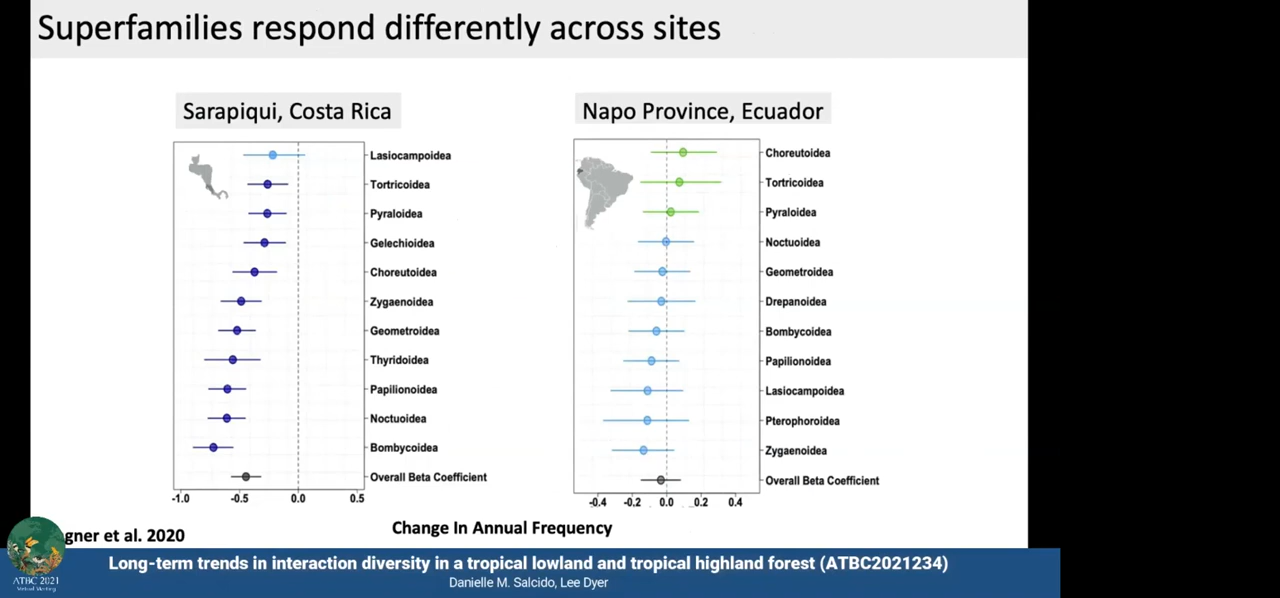 Superfamilies respond differently across sites
Sarapiqui, Costa Rica
Lasiocampoidea
Tortricoidea
Pyraloidea
Gelechioidea
Choreutoidea
Zygaenoidea
Geometroidea
Thyridoidea
Papilionoidea
Noctuoidea
Bombycoidea
Overall Beta Coefficient
-1.0 -0.5 0.0 0.5
Napo Province, Ecuador
Choreutoidea
Tortricoidea
Pyraloidea
Noctuoidea
Geometroidea
Drepanoidea
Bombycoidea
Papilionoidea
Lasiocampoidea
Pterophoroidea
Zygaenoidea
Overall Beta Coefficient
-0.4 -0.2 0.0 0.2 0.4
Change In Annual Frequency
gner et al. 2020
ATBC 2021
Virtual Meeting
Long-term trends in interaction diversity in a tropical lowland and tropical highland forest (ATBC2021234)
Danielle M. Salcido, Lee Dyer